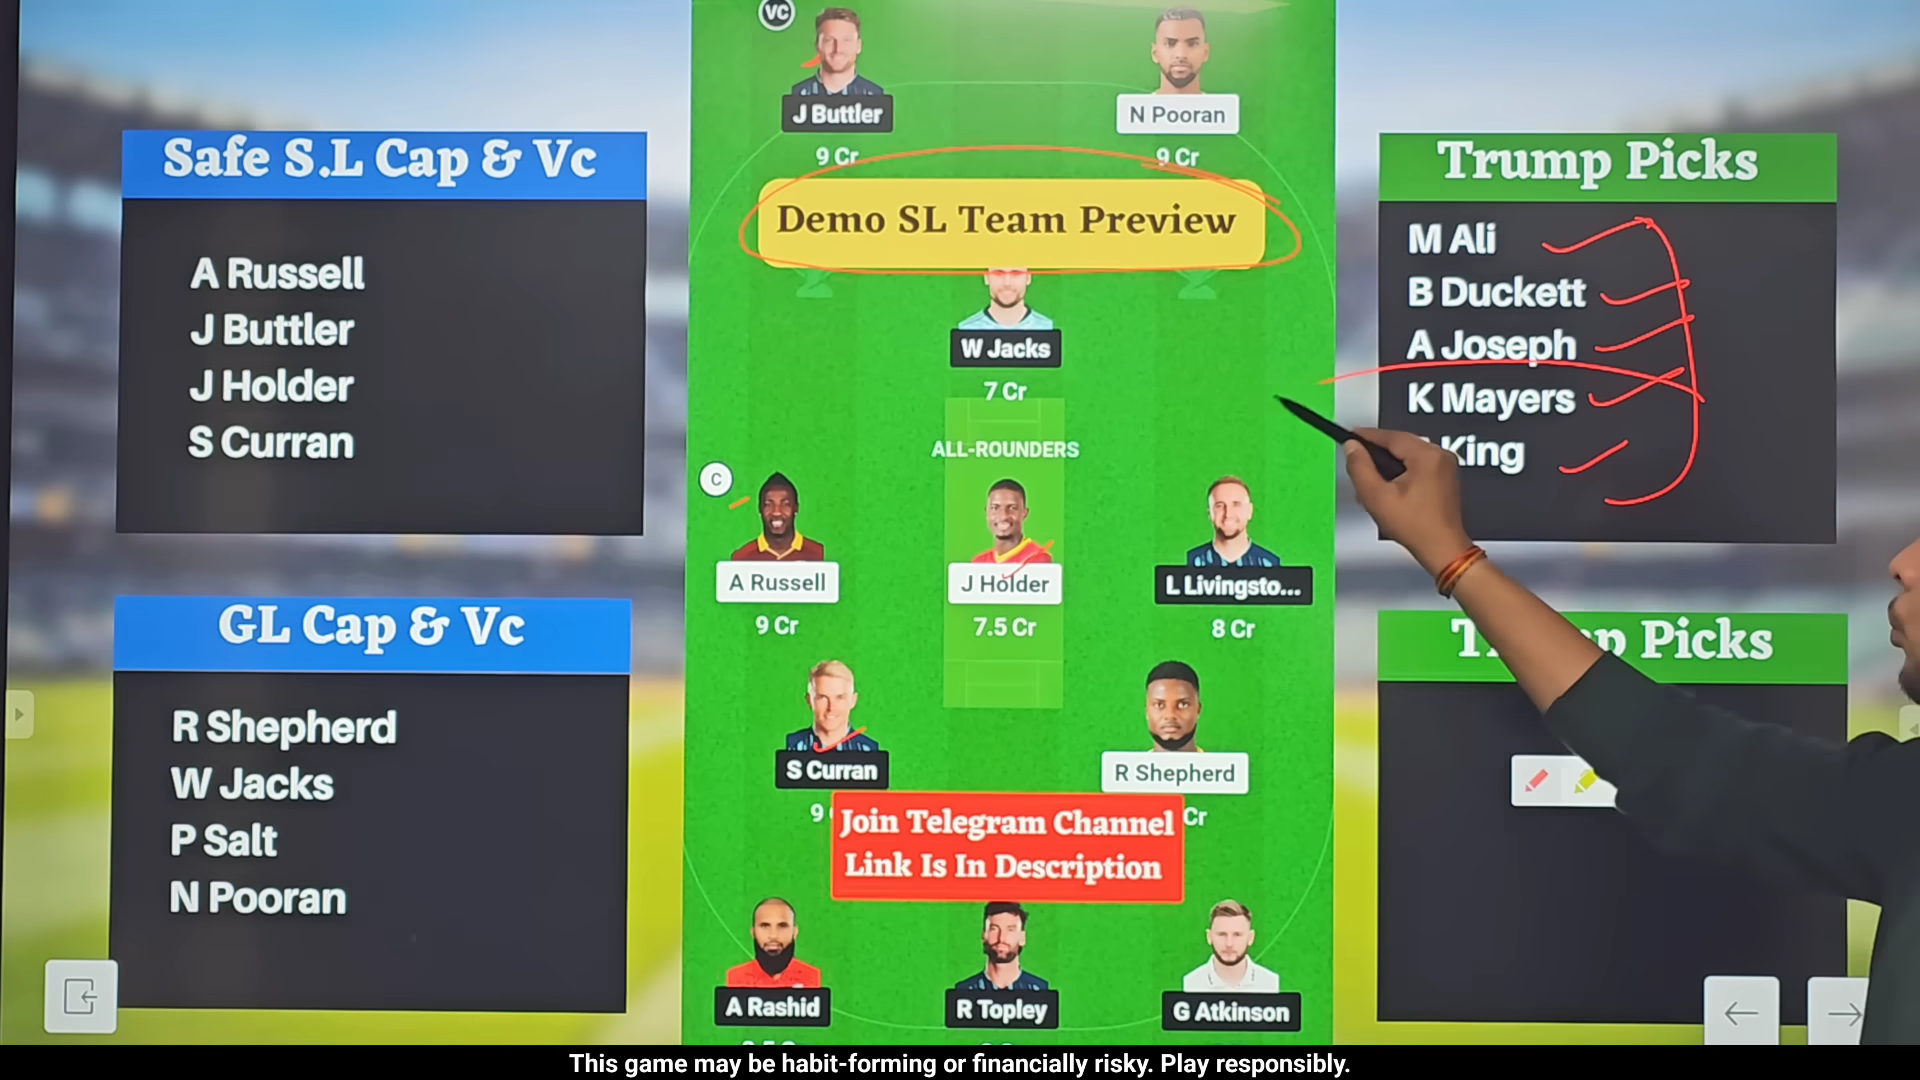 VC
J Buttler
9 Cr
N Pooran
9 Cr
Safe S.L Cap & Vc
A Russell
J Buttler
J Holder
S Curran
Demo SL Team Preview
W Jacks
7 Cr
ALL-ROUNDERS
C
A Russell
9 Cr
J Holder
7.5 Cr
L Livingsto...
8 Cr
S Curran
9
R Shepherd
Cr
Join Telegram Channel
Link Is In Description
A Rashid
R Topley
G Atkinson
Trump Picks
M Ali
B Duckett
A Joseph
K Mayers
King
GL Cap & Vc
R Shepherd
W Jacks
P Salt
N Pooran
Picks
This game may be habit-forming or financially risky. Play responsibly.